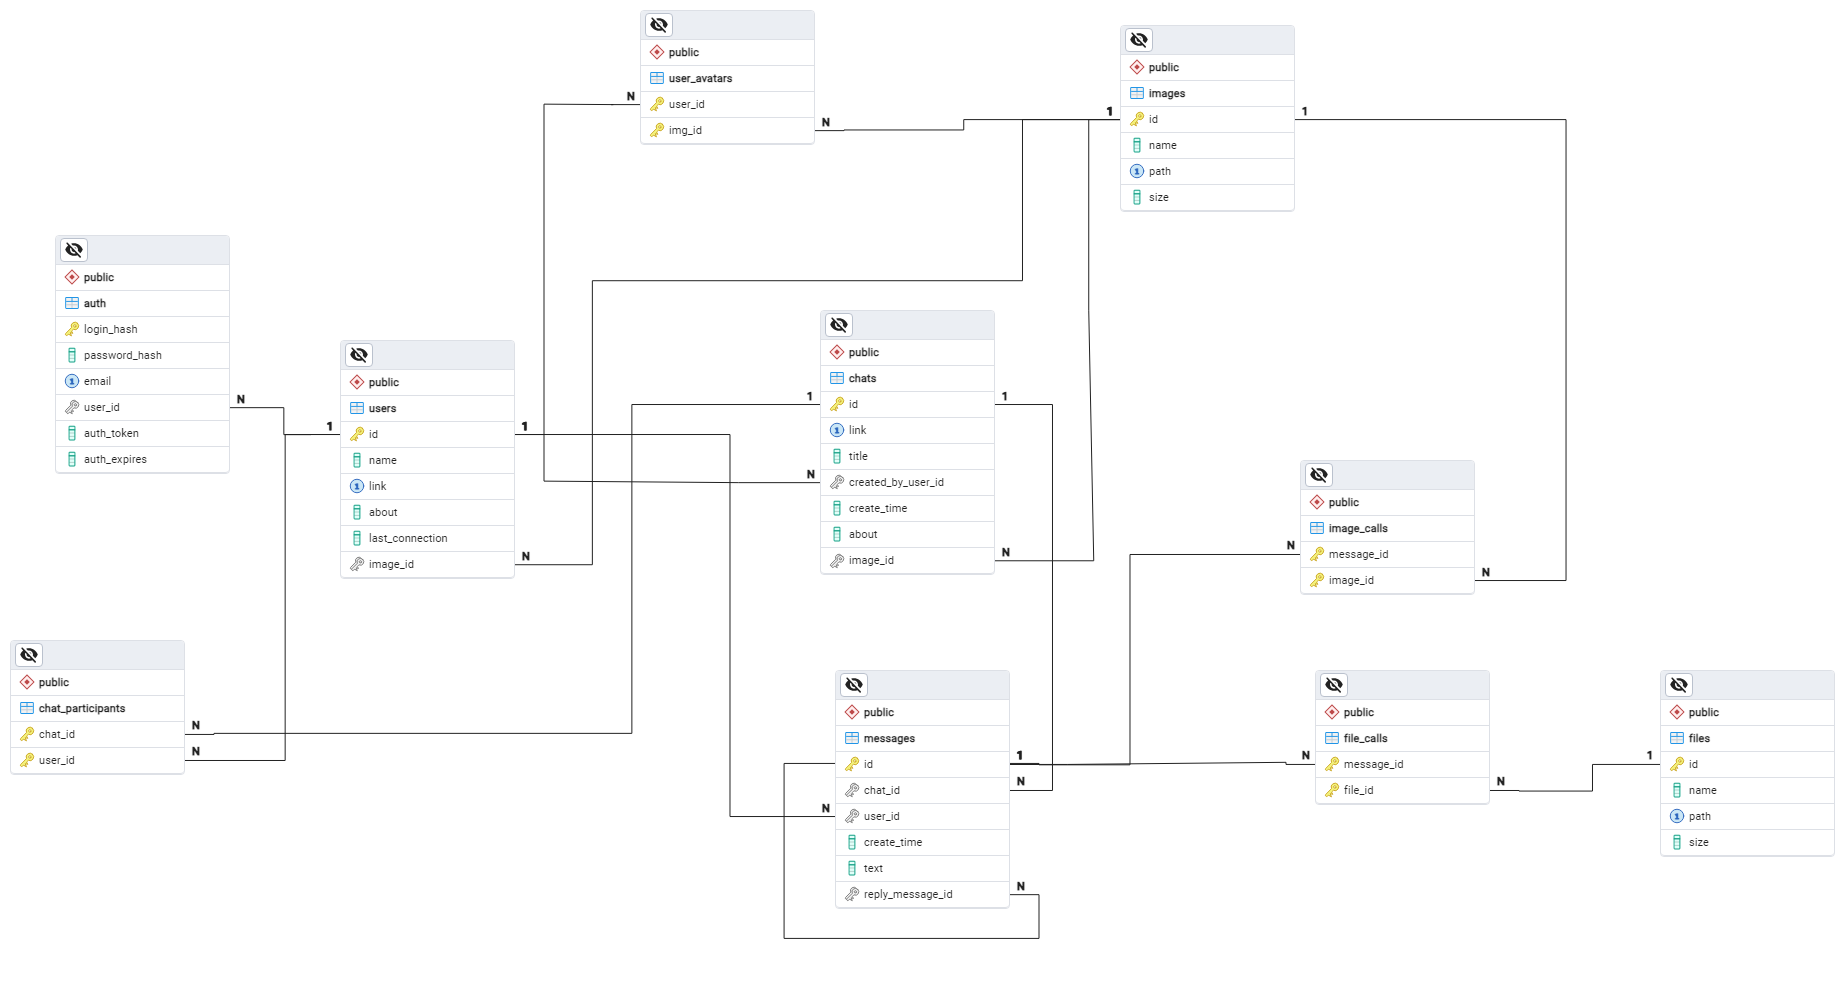 public
user_avatars
N
user_id
img_id
N
public
images
1
id
1
name
path
size
public
auth
login_hash
password_hash
email
user_id
N
auth_token
auth_expires
public
users
1
id
1
name
link
about
last_connection
image_id
N
public
chats
1
id
1
link
title
N
created_by_user_id
create_time
about
image_id
N
public
image_calls
N
message_id
image_id
N
public
chat_participants
chat_id
N
user_id
N
public
messages
id
1
chat_id
N
N
user_id
create_time
text
reply_message_id
N
public
file_calls
N
message_id
file_id
N
public
files
1
id
name
path
size